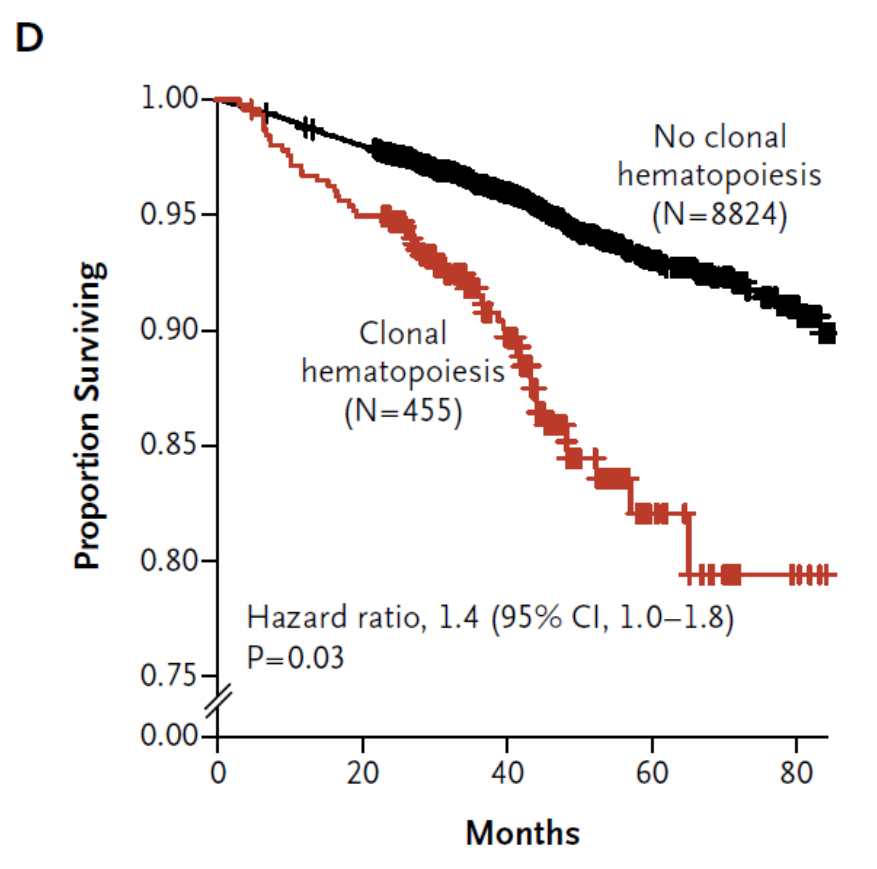 D
1.00
0.95
0.90
0.85
0.80
0.75
0.00
Proportion Surviving
No clonal
hematopoiesis
(N=8824)
Clonal
hematopoiesis
(N=455)
Hazard ratio, 1.4 (95% CI, 1.0–1.8)
P=0.03
0 20 40 60 80
Months